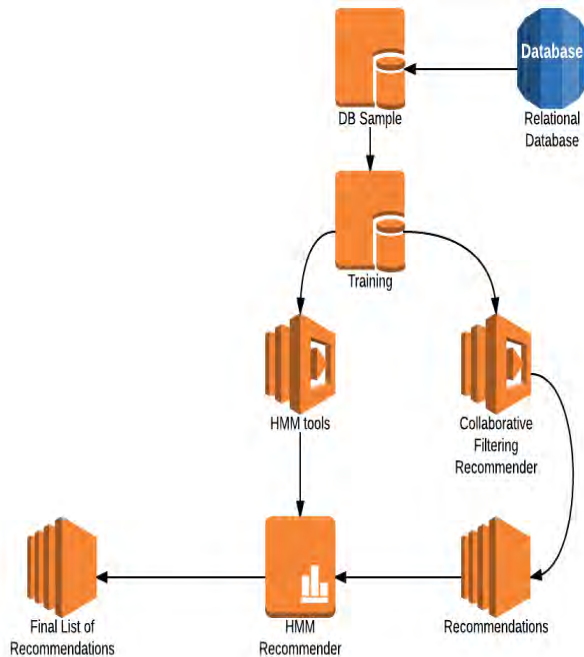 Database
DB Sample
Relational
Database
Training
HMM tools
Collaborative
Filtering
Recommender
Final List of
Recommendations
HMM
Recommender
Recommendations